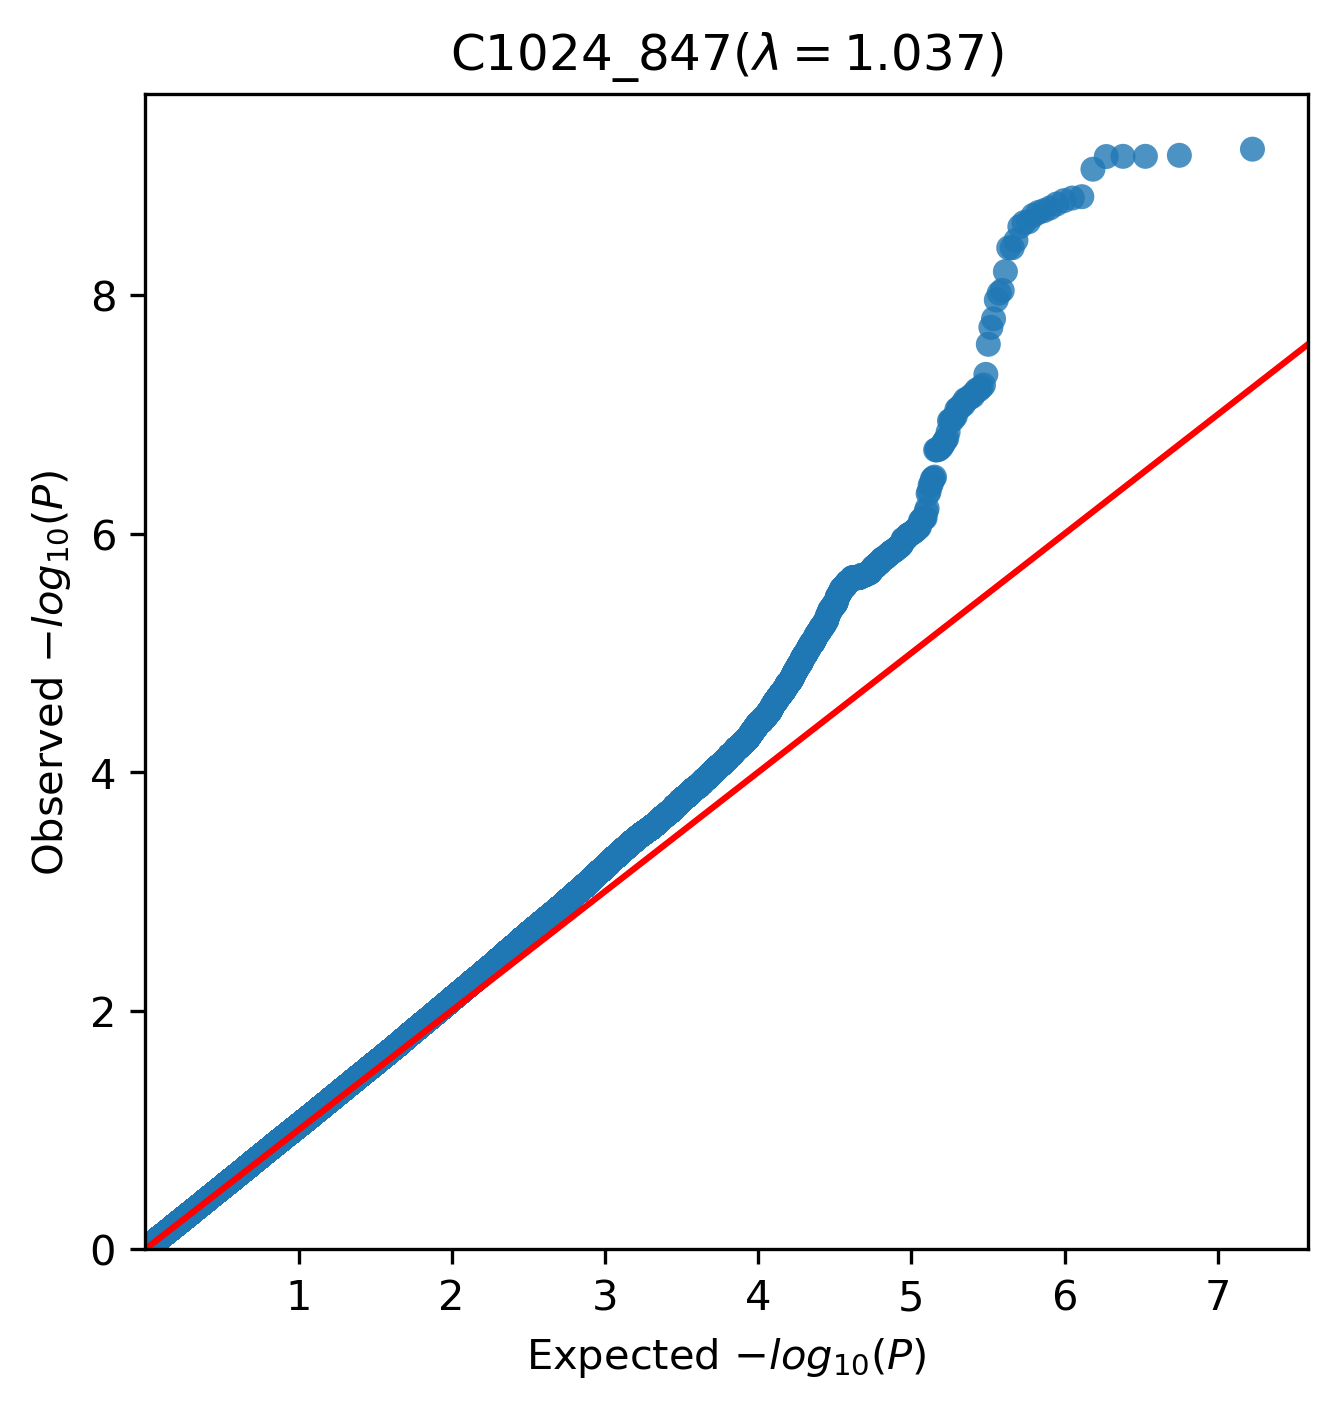 C1024_847(λ = 1.037)
8
6
4
2
0
1 2 3 4 5 6 7
Observed −log₁₀(P)
Expected −log₁₀(P)